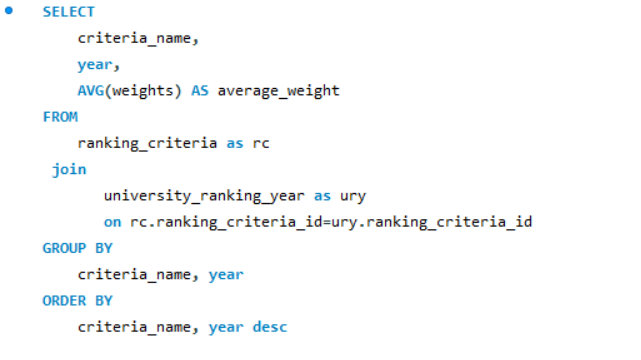 SELECT
criteria_name,
year,
AVG(weights) AS average_weight
FROM
ranking_criteria as rc
join
university_ranking_year as ury
on rc.ranking_criteria_id=ury.ranking_criteria_id
GROUP BY
criteria_name, year
ORDER BY
criteria_name, year desc